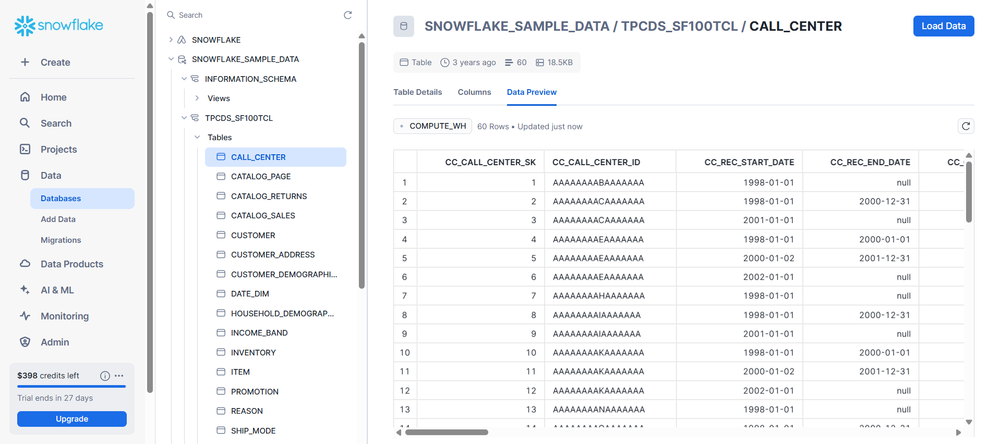 snowflake
Create
Home
Search
Projects
Data
Databases
Add Data
Migrations
Data Products
AI & ML
Monitoring
Admin
$398 credits left
Trial ends in 27 days
Upgrade
Search
SNOWFLAKE
SNOWFLAKE_SAMPLE_DATA
INFORMATION_SCHEMA
Views
TPCDS_SF100TCL
Tables
CALL_CENTER
CATALOG_PAGE
CATALOG_RETURNS
CATALOG_SALES
CUSTOMER
CUSTOMER_ADDRESS
CUSTOMER_DEMOGRAPHI...
DATE_DIM
HOUSEHOLD_DEMOGRAP...
INCOME_BAND
INVENTORY
ITEM
PROMOTION
REASON
SHIP_MODE
SNOWFLAKE_SAMPLE_DATA / TPCDS_SF100TCL / CALL_CENTER
Load Data
Table 3 years ago 60 18.5KB
Table Details Columns Data Preview
COMPUTE_WH 60 Rows • Updated just now
CC_CALL_CENTER_SK CC_CALL_CENTER_ID CC_REC_START_DATE CC_REC_END_DATE CC_
1 1 AAAAAAAABAAAAAAA 1998-01-01 null
2 2 AAAAAAAACAAAAAAA 1998-01-01 2000-12-31
3 3 AAAAAAAACAAAAAAA 2001-01-01 null
4 4 AAAAAAAAEAAAAAAA 1998-01-01 2000-01-01
5 5 AAAAAAAAEAAAAAAA 2000-01-02 2001-12-31
6 6 AAAAAAAAEAAAAAAA 2002-01-01 null
7 7 AAAAAAAAHAAAAAAA 1998-01-01 null
8 8 AAAAAAAAIAAAAAAA 1998-01-01 2000-12-31
9 9 AAAAAAAAIAAAAAAA 2001-01-01 null
10 10 AAAAAAAAKAAAAAAA 1998-01-01 2000-01-01
11 11 AAAAAAAAKAAAAAAA 2000-01-02 2001-12-31
12 12 AAAAAAAAKAAAAAAA 2002-01-01 null
13 13 AAAAAAAANAAAAAAA 1998-01-01 null